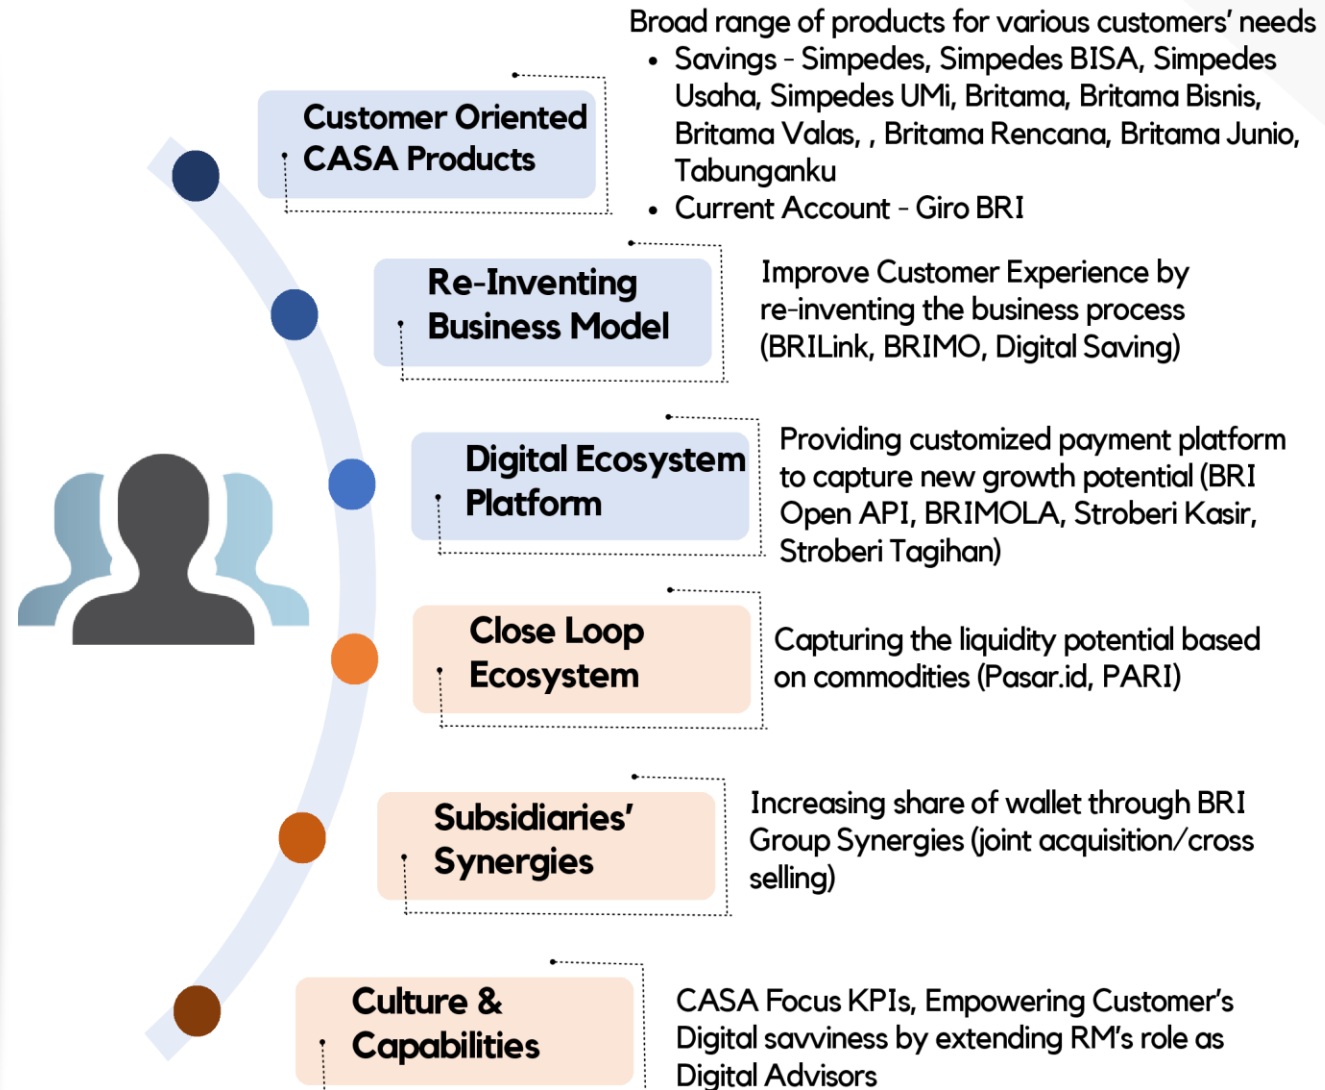 Broad range of products for various customers' needs
• Savings - Simpedes, Simpedes BISA, Simpedes
Usaha, Simpedes UMi, Britama, Britama Bisnis,
Britama Valas, , Britama Rencana, Britama Junio,
Tabunganku
• Current Account - Giro BRI
Customer Oriented
CASA Products
Re-Inventing
Business Model
Improve Customer Experience by
re-inventing the business process
(BRILink, BRIMO, Digital Saving)
Digital Ecosystem
Platform
Providing customized payment platform
to capture new growth potential (BRI
Open API, BRIMOLA, Stroberi Kasir,
Stroberi Tagihan)
Close Loop
Ecosystem
Capturing the liquidity potential based
on commodities (Pasar.id, PARI)
Subsidiaries'
Synergies
Increasing share of wallet through BRI
Group Synergies (joint acquisition/cross
selling)
Culture &
Capabilities
CASA Focus KPIs, Empowering Customer's
Digital savviness by extending RM's role as
Digital Advisors